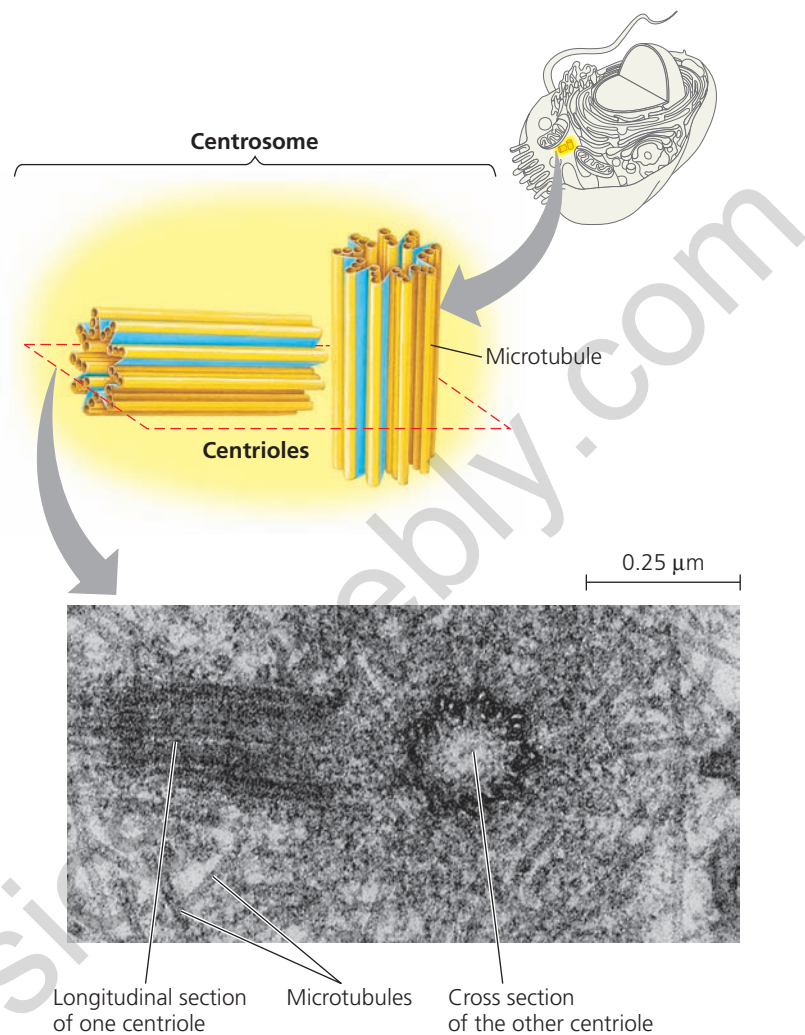 Centrosome
Microtubule
Centrioles
0.25 μm
Longitudinal section
of one centriole
Microtubules
Cross section
of the other centriole